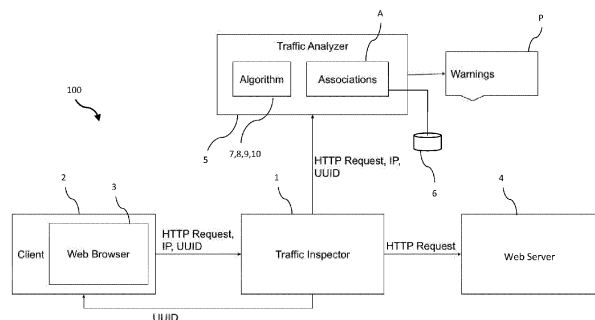 A
P
Traffic Analyzer
Algorithm
Associations
Warnings
100
5
7,8,9,10
6
HTTP Request, IP,
UUID
2
3
1
4
Client
Web Browser
HTTP Request,
IP, UUID
Traffic Inspector
HTTP Request
Web Server
UUID